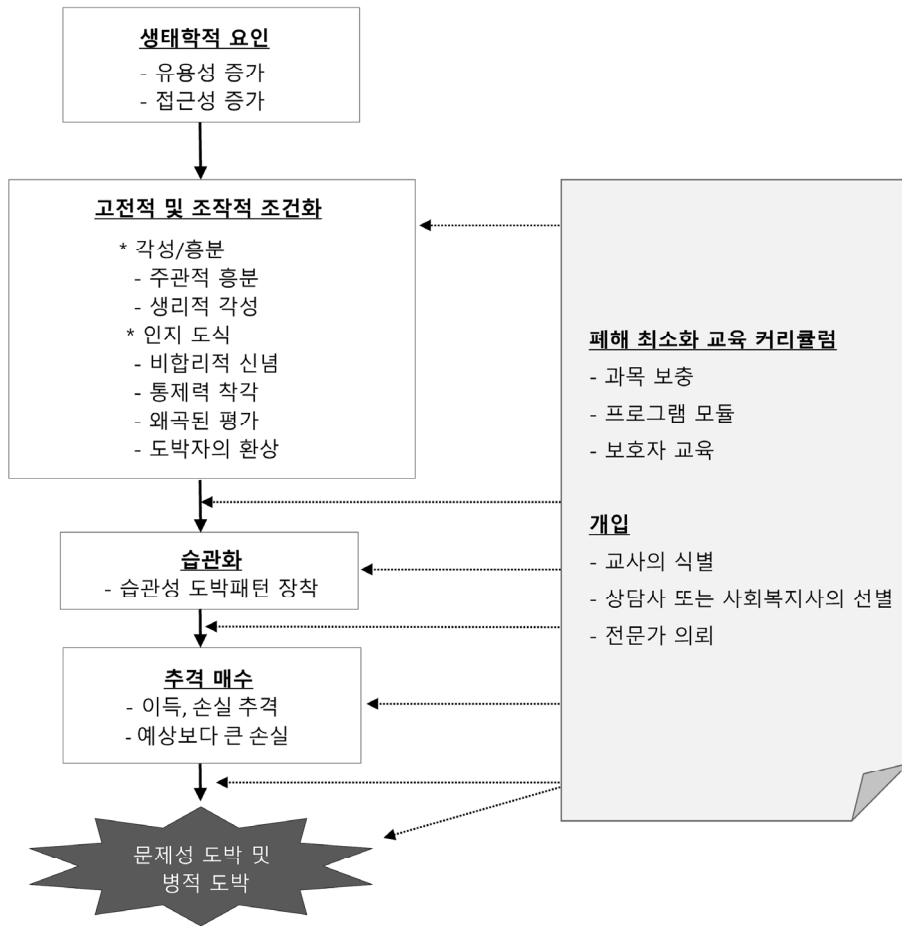 생태학적 요인
- 유용성 증가
- 접근성 증가
고전적 및 조작적 조건화
* 각성/흥분
- 주관적 흥분
- 생리적 각성
* 인지 도식
- 비합리적 신념
- 통제력 착각
- 왜곡된 평가
- 도박자의 환상
습관화
- 습관성 도박패턴 장착
추격 매수
- 이득, 손실 추격
- 예상보다 큰 손실
문제성 도박 및
병적 도박
폐해 최소화 교육 커리큘럼
- 과목 보충
- 프로그램 모듈
- 보호자 교육
개입
- 교사의 식별
- 상담사 또는 사회복지사의 선별
- 전문가 의뢰